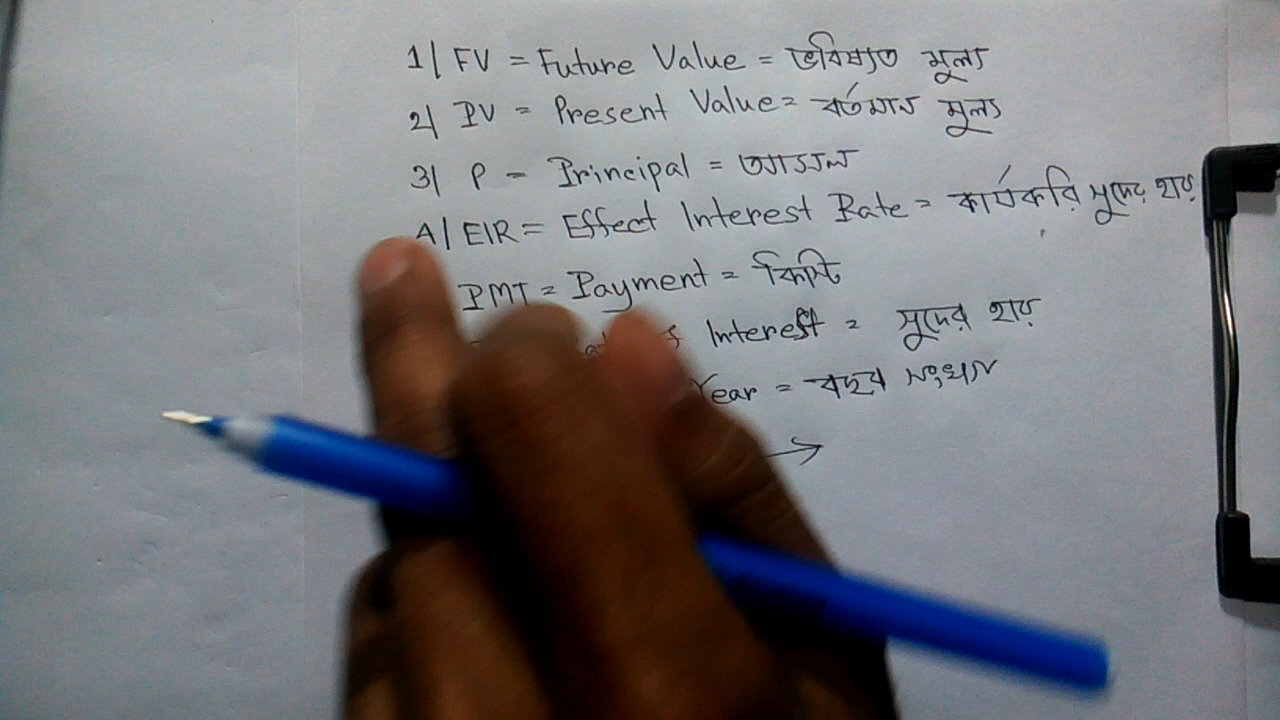 1| FV = Future Value = ভবিষ্যত মূল্য
2| PV = Present Value = বর্তমান মূল্য
3| P - Principal = আসল
4| EIR = Effect Interest Rate = কার্যকরি সুদের হার
PMT = Payment = কিস্তি
Interest = সুদের হার
Year = বছর সংখ্যা